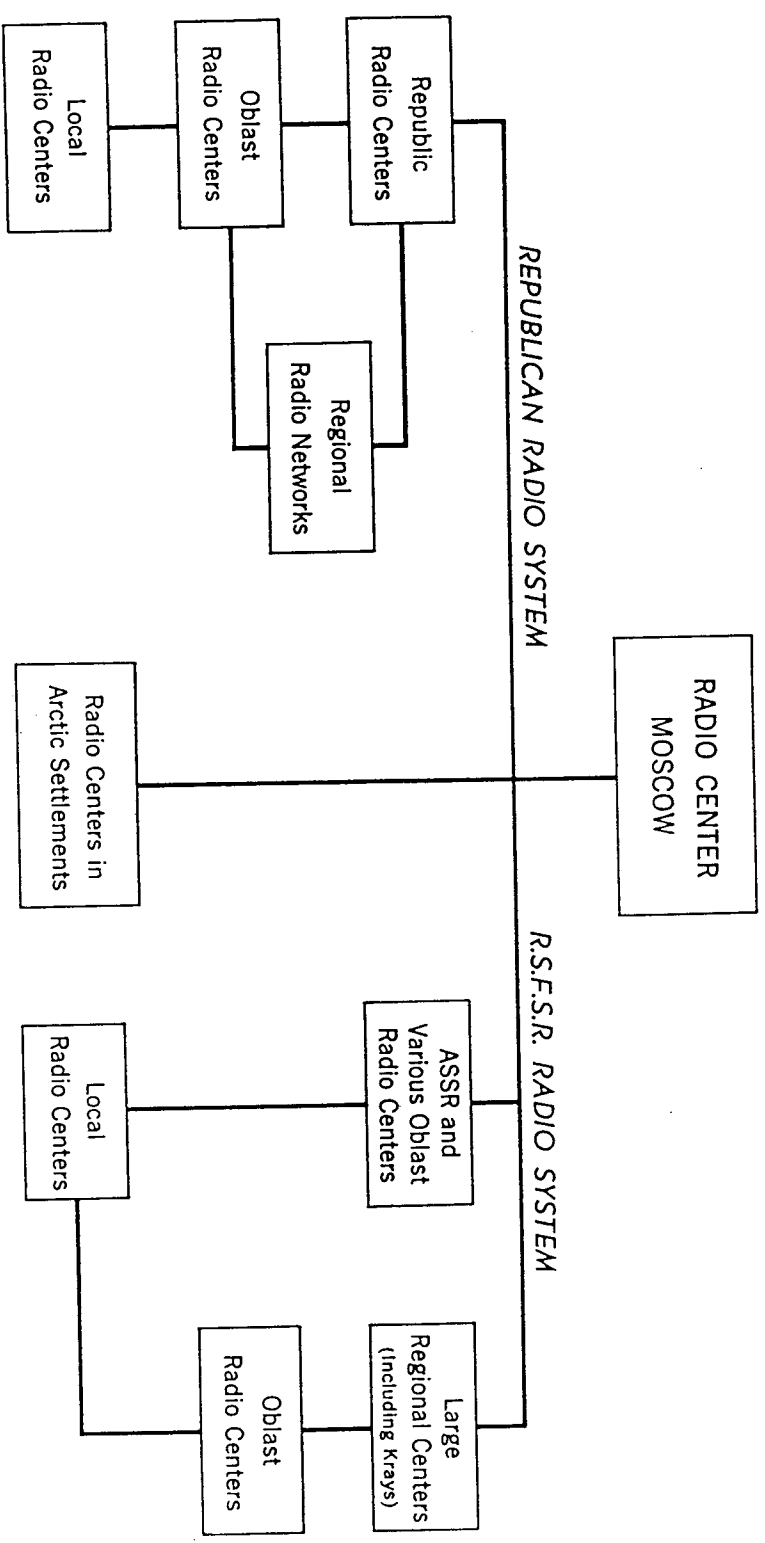 RADIO CENTER
MOSCOW
REPUBLICAN RADIO SYSTEM
R.S.F.S.R. RADIO SYSTEM
Republic
Radio Centers
Oblast
Radio Centers
Local
Radio Centers
Regional
Radio Networks
Radio Centers in
Arctic Settlements
ASSR and
Various Oblast
Radio Centers
Local
Radio Centers
Large
Regional Centers
(Including Krays)
Oblast
Radio Centers